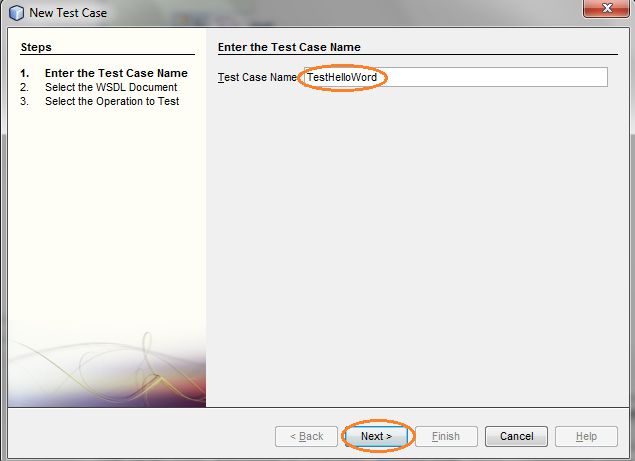 New Test Case
Steps
1. Enter the Test Case Name
2. Select the WSDL Document
3. Select the Operation to Test
Enter the Test Case Name
Test Case Name TestHelloWord
< Back Next > Finish Cancel Help